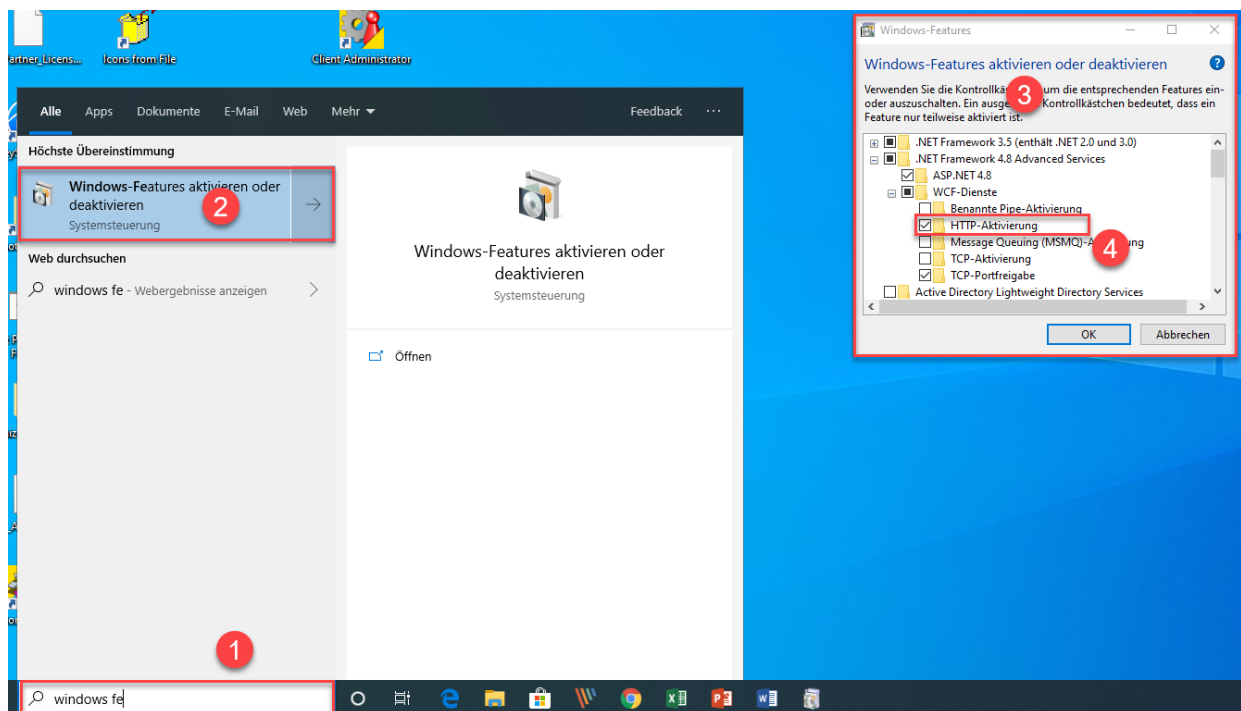 artner_Licens...
Icons from File
Client Administrator
Alle Apps Dokumente E-Mail Web Mehr Feedback ...
Höchste Übereinstimmung
Windows-Features aktivieren oder
deaktivieren
Systemsteuerung
2
Web durchsuchen
windows fe - Webergebnisse anzeigen
Windows-Features aktivieren oder
deaktivieren
Systemsteuerung
Öffnen
1
windows fe
Windows-Features
Windows-Features aktivieren oder deaktivieren
Verwenden Sie die um die entsprechenden Features ein-
oder auszuschalten. Ein Kontrollkästchen bedeutet, dass ein
Feature nur teilweise aktiviert ist.
3
.NET Framework 3.5 (enthält .NET 2.0 und 3.0)
.NET Framework 4.8 Advanced Services
ASP.NET 4.8
WCF-Dienste
Benannte Pipe-Aktivierung
HTTP-Aktivierung
Message Queuing (MSMQ)-
4
TCP-Aktivierung
TCP-Portfreigabe
Active Directory Lightweight Directory Services
OK Abbrechen